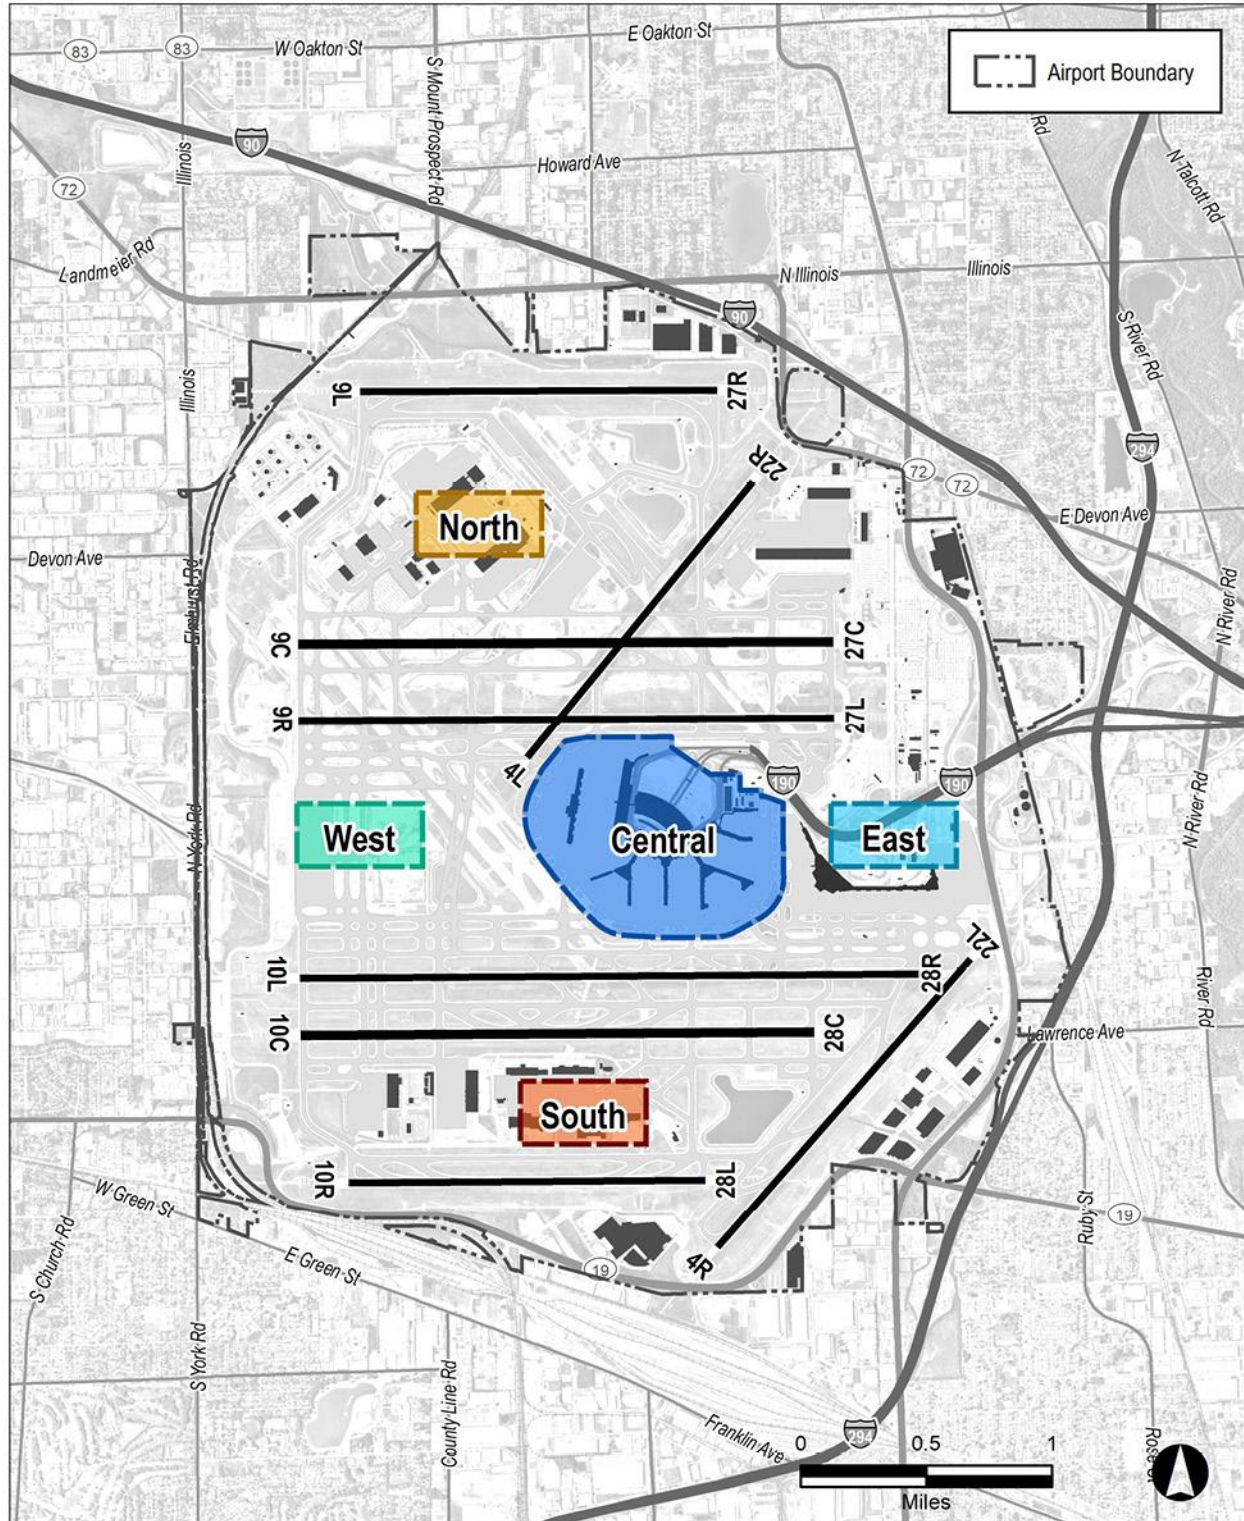 E Oakton St
W Oakton St
83
83
Airport Boundary
S Mount Prospect Rd
90
Illinois
Howard Ave
N Talcott Rd
72
Landmeier Rd
N Illinois
Illinois
90
S River Rd
Illinois
9L
27R
294
22R
72
72
North
E Devon Ave
Devon Ave
Elmhurst Rd
N River Rd
9C
27C
9R
27L
4L
190
190
N York Rd
West
Central
East
N River Rd
22L
10L
28R
River Rd
10C
28C
Lawrence Ave
South
10R
28L
W Green St
Ruby St
19
S Church Rd
E Green St
19
4R
S York Rd
County Line Rd
Franklin Ave
294
0
0.5
1
Miles